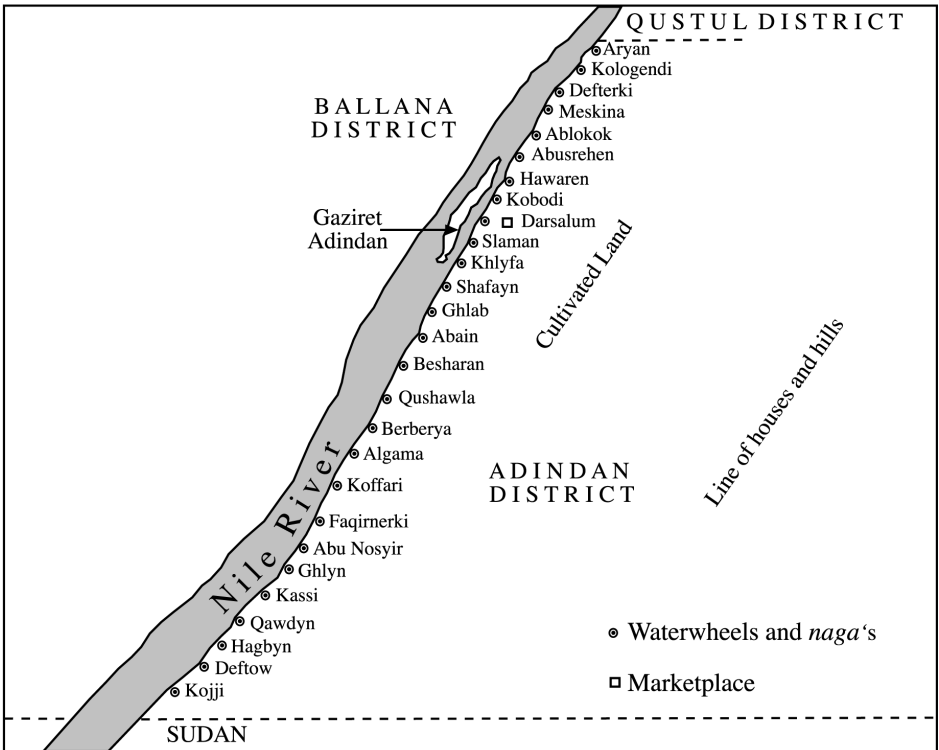 QUSTUL DISTRICT
Aryan
Kologendi
Defterki
BALLANA
DISTRICT
Meskina
Ablokok
Abusrehen
Hawaren
Kobodi
Gaziret
Adindan
Darsalum
Slaman
Khlyfa
Cultivated Land
Shafayn
Ghlab
Abain
Besharan
Line of houses and hills
Qushawla
Berberya
Algama
ADINDAN
DISTRICT
Koffari
Nile River
Faqirnerki
Abu Nosyir
Ghlyn
Kassi
Qawdyn
Hagbyn
Deftow
Kojji
Waterwheels and naga‘s
Marketplace
SUDAN